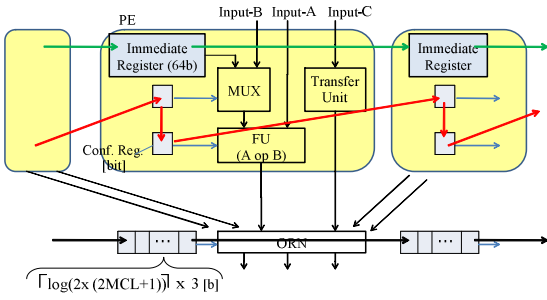 PE
Input-B
Input-A
Input-C
Immediate
Register (64b)
Immediate
Register
MUX
Transfer
Unit
Conf. Reg.
[bit]
FU
(A op B)
...
ORN
...
⌈log(2x (2MCL+1))⌉ x 3 [b]